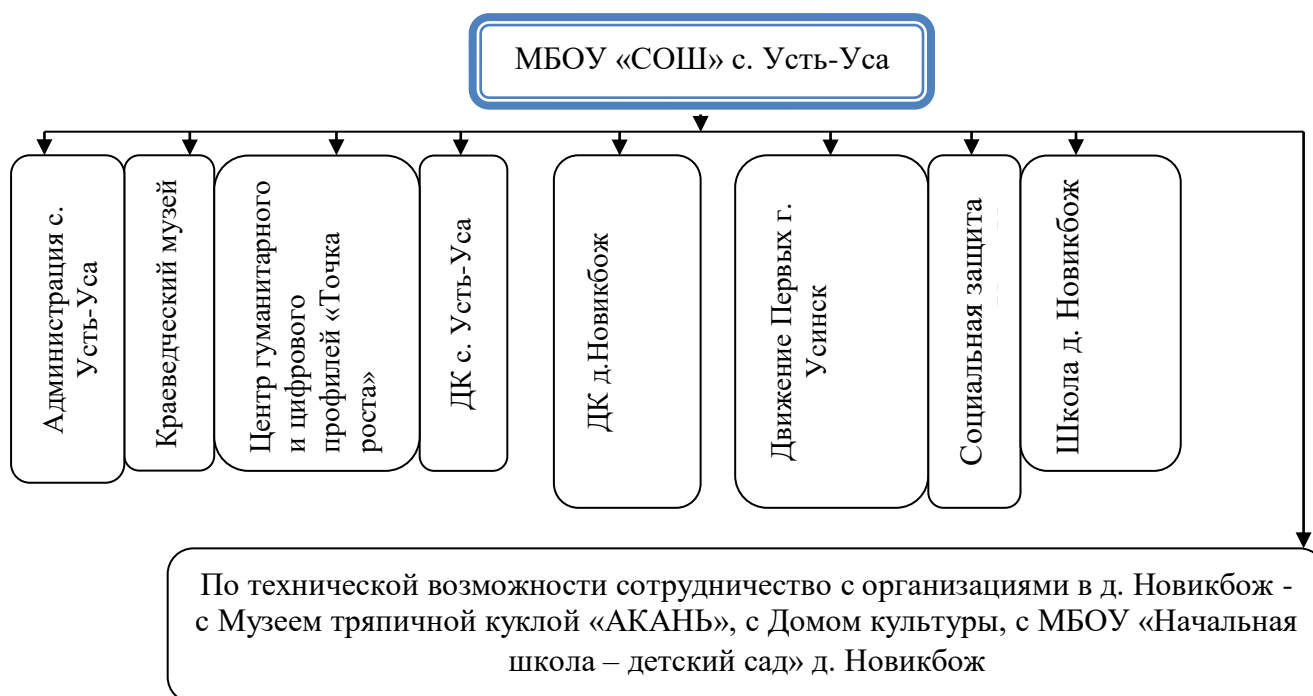 МБОУ «СОШ» с. Усть-Уса
Администрация с.
Усть-Уса
Краеведческий музей
Центр гуманитарного
и цифрового
профилей «Точка
роста»
ДК с. Усть-Уса
ДК д.Новикбож
Движение Первых г.
Усинск
Социальная защита
Школа д. Новикбож
По технической возможности сотрудничество с организациями в д. Новикбож -
с Музеем тряпичной куклой «АКАНЬ», с Домом культуры, с МБОУ «Начальная
школа – детский сад» д. Новикбож